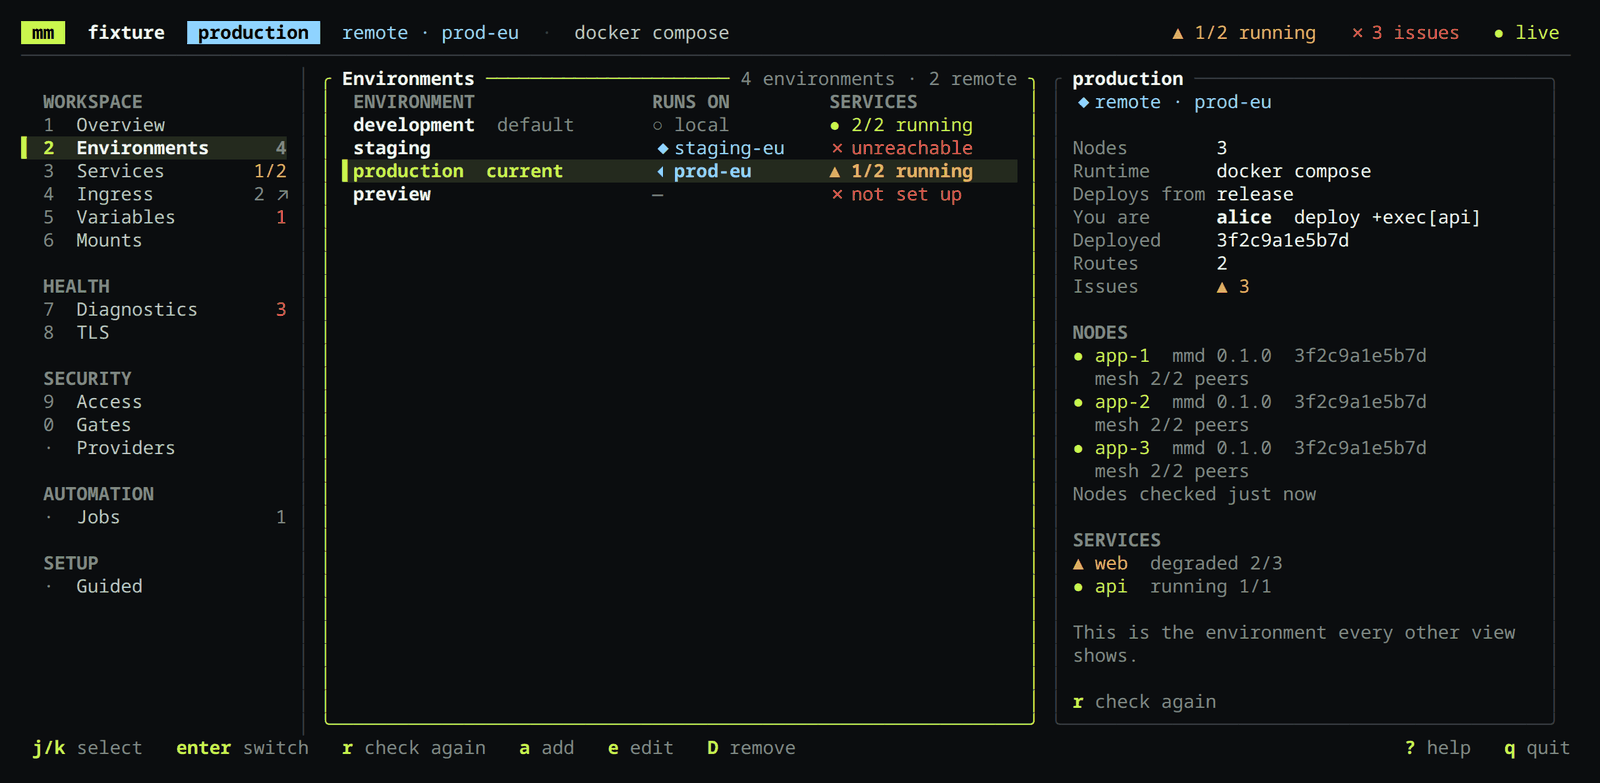 mm fixture production remote · prod-eu · docker compose ▲ 1/2 running × 3 issues ● live
WORKSPACE
1 Overview
2 Environments 4
3 Services 1/2
4 Ingress 2 ↗
5 Variables 1
6 Mounts
HEALTH
7 Diagnostics 3
8 TLS
SECURITY
9 Access
0 Gates
· Providers
AUTOMATION
· Jobs 1
SETUP
· Guided
Environments 4 environments · 2 remote
ENVIRONMENT RUNS ON SERVICES
development default ○ local ● 2/2 running
staging ◆ staging-eu × unreachable
production current ◆ prod-eu ▲ 1/2 running
preview — × not set up
production
◆ remote · prod-eu
Nodes 3
Runtime docker compose
Deploys from release
You are alice deploy +exec[api]
Deployed 3f2c9a1e5b7d
Routes 2
Issues ▲ 3
NODES
● app-1 mmd 0.1.0 3f2c9a1e5b7d
mesh 2/2 peers
● app-2 mmd 0.1.0 3f2c9a1e5b7d
mesh 2/2 peers
● app-3 mmd 0.1.0 3f2c9a1e5b7d
mesh 2/2 peers
Nodes checked just now
SERVICES
▲ web degraded 2/3
● api running 1/1
This is the environment every other view
shows.
r check again
j/k select enter switch r check again a add e edit D remove ? help q quit